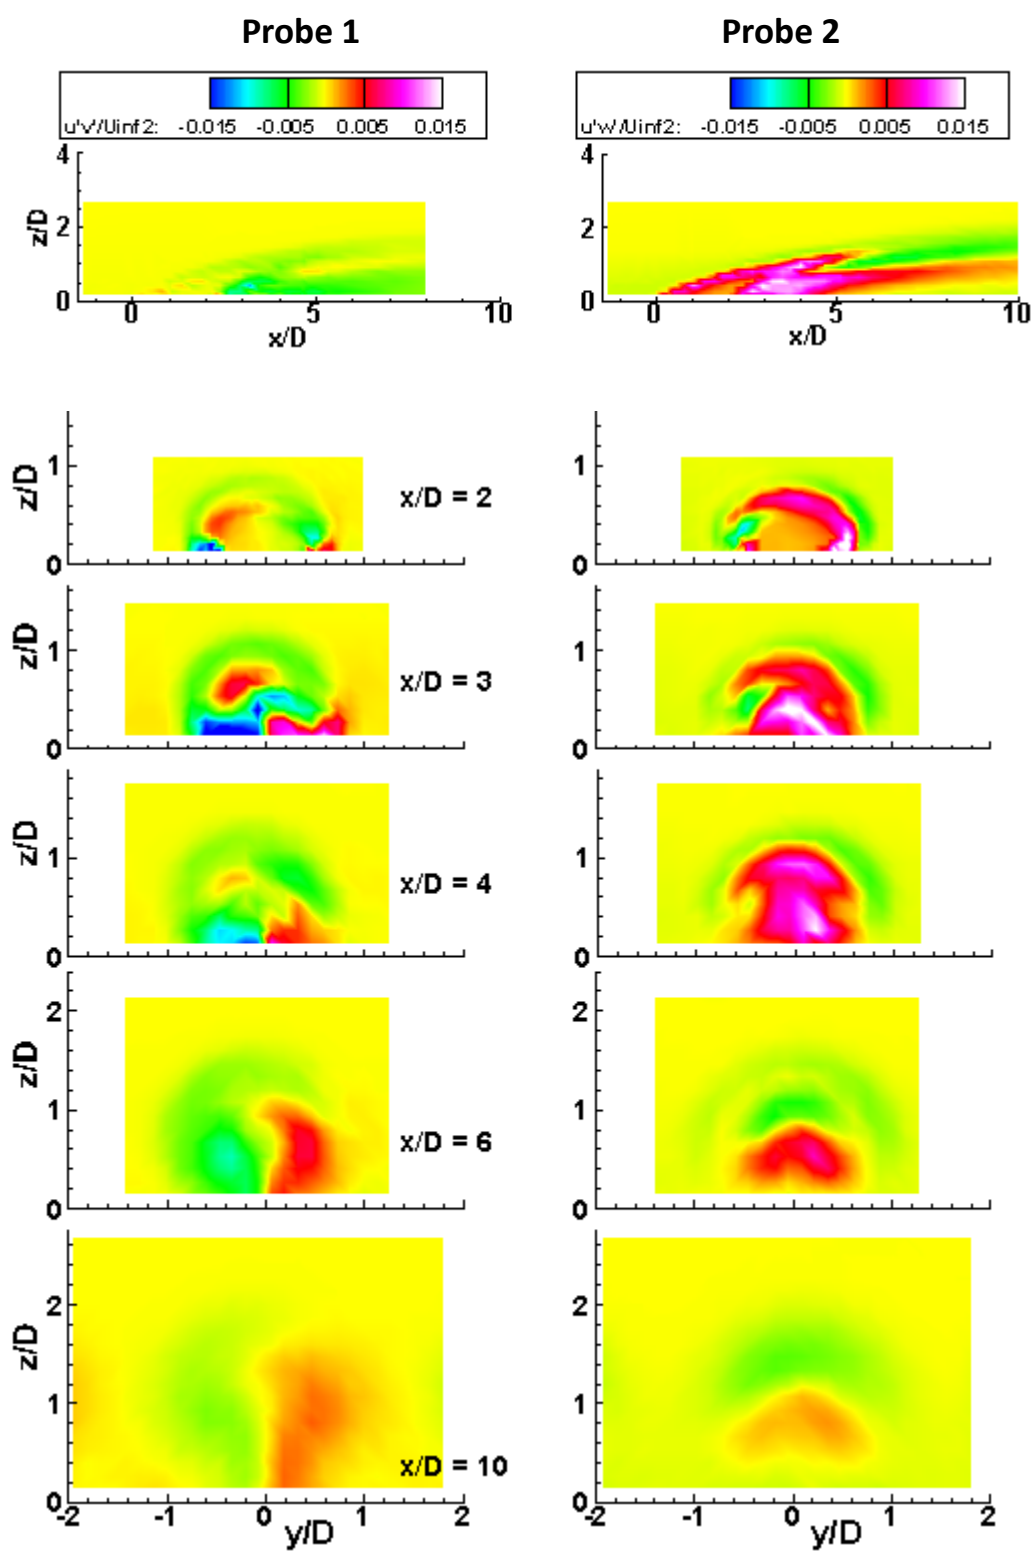 Probe 1 Probe 2
u'v'/Uinf2: -0.015 -0.005 0.005 0.015
u'w'/Uinf2: -0.015 -0.005 0.005 0.015
4
z/D 2
0
0 5 10
x/D
4
2
0
0 5 10
x/D
z/D 1
0
x/D = 2
1
0
z/D 1
0
x/D = 3
1
0
z/D 1
0
x/D = 4
1
0
2
z/D 1
0
x/D = 6
2
1
0
2
z/D 1
0
x/D = 10
-2 -1 0 1 2
y/D
2
1
0
-2 -1 0 1 2
y/D